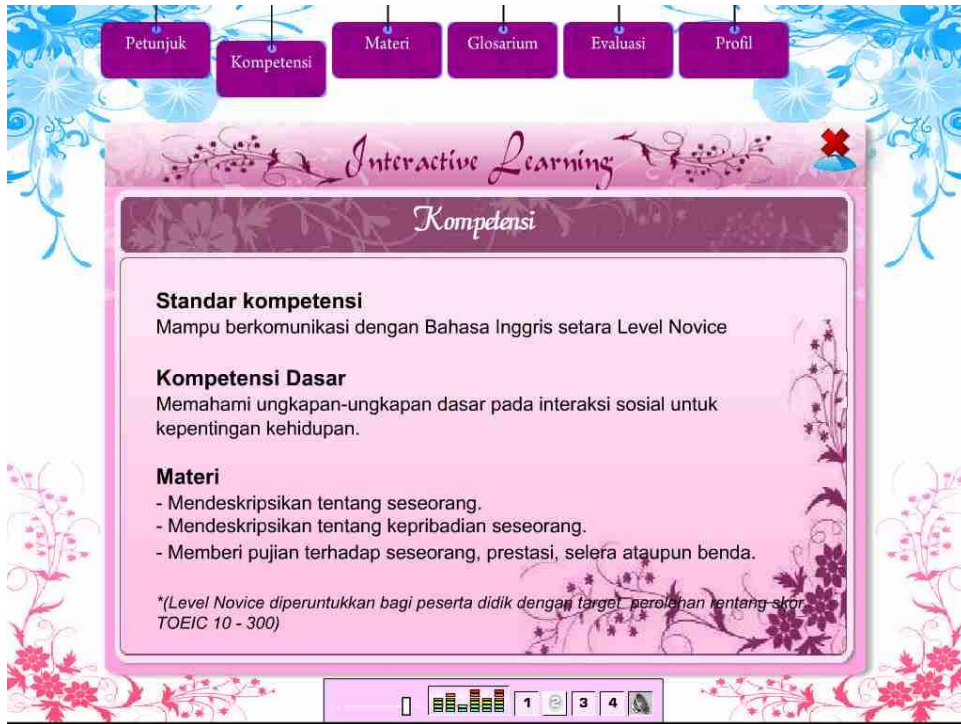 Petunjuk
Kompetensi
Materi
Glosarium
Evaluasi
Profil
Interactive Learning
Kompetensi
Standar kompetensi
Mampu berkomunikasi dengan Bahasa Inggris setara Level Novice
Kompetensi Dasar
Memahami ungkapan-ungkapan dasar pada interaksi sosial untuk
kepentingan kehidupan.
Materi
- Mendeskripsikan tentang seseorang.
- Mendeskripsikan tentang kepribadian seseorang.
- Memberi pujian terhadap seseorang, prestasi, selera ataupun benda.
*(Level Novice diperuntukkan bagi peserta didik dengan target perolehan rentang skor
TOEIC 10 - 300)
1 2 3 4